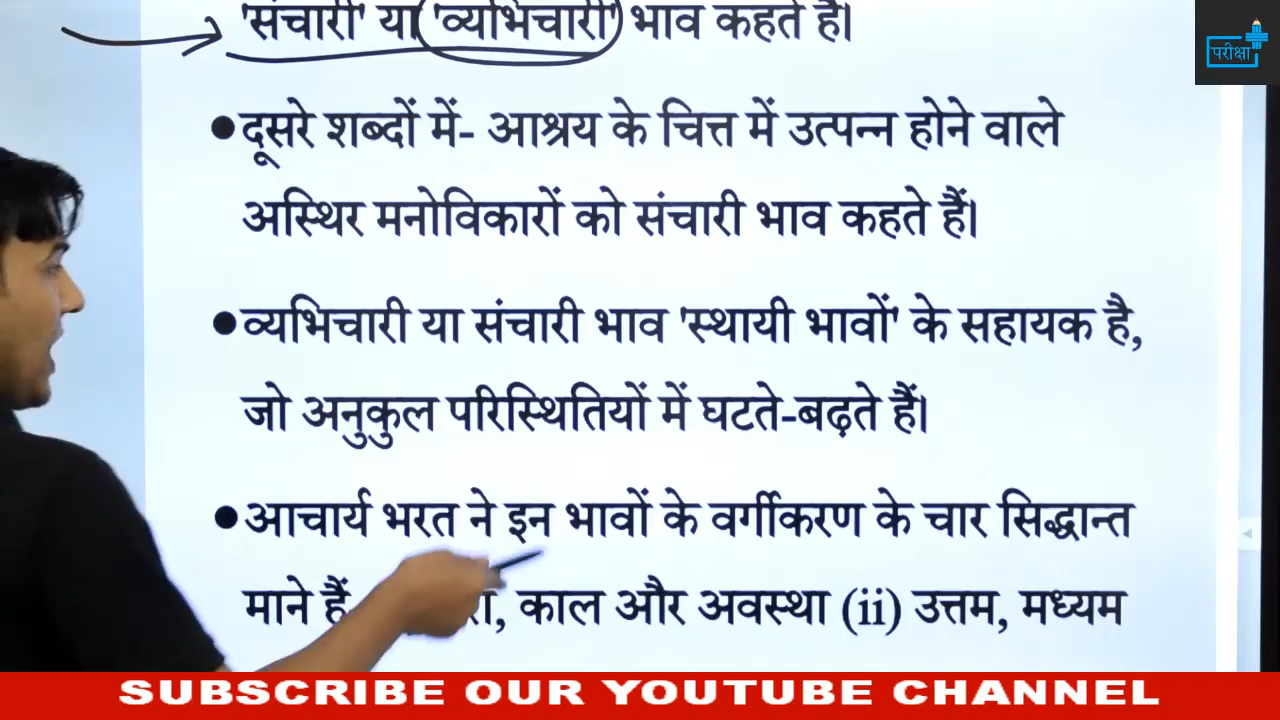 'संचारी' या 'व्यभिचारी' भाव कहते हैं।
परीक्षा
●दूसरे शब्दों में- आश्रय के चित्त में उत्पन्न होने वाले
अस्थिर मनोविकारों को संचारी भाव कहते हैं।
●व्यभिचारी या संचारी भाव 'स्थायी भावों' के सहायक है,
जो अनुकुल परिस्थितियों में घटते-बढ़ते हैं।
●आचार्य भरत ने इन भावों के वर्गीकरण के चार सिद्धान्त
माने हैं काल और अवस्था (ii) उत्तम, मध्यम
SUBSCRIBE OUR YOUTUBE CHANNEL